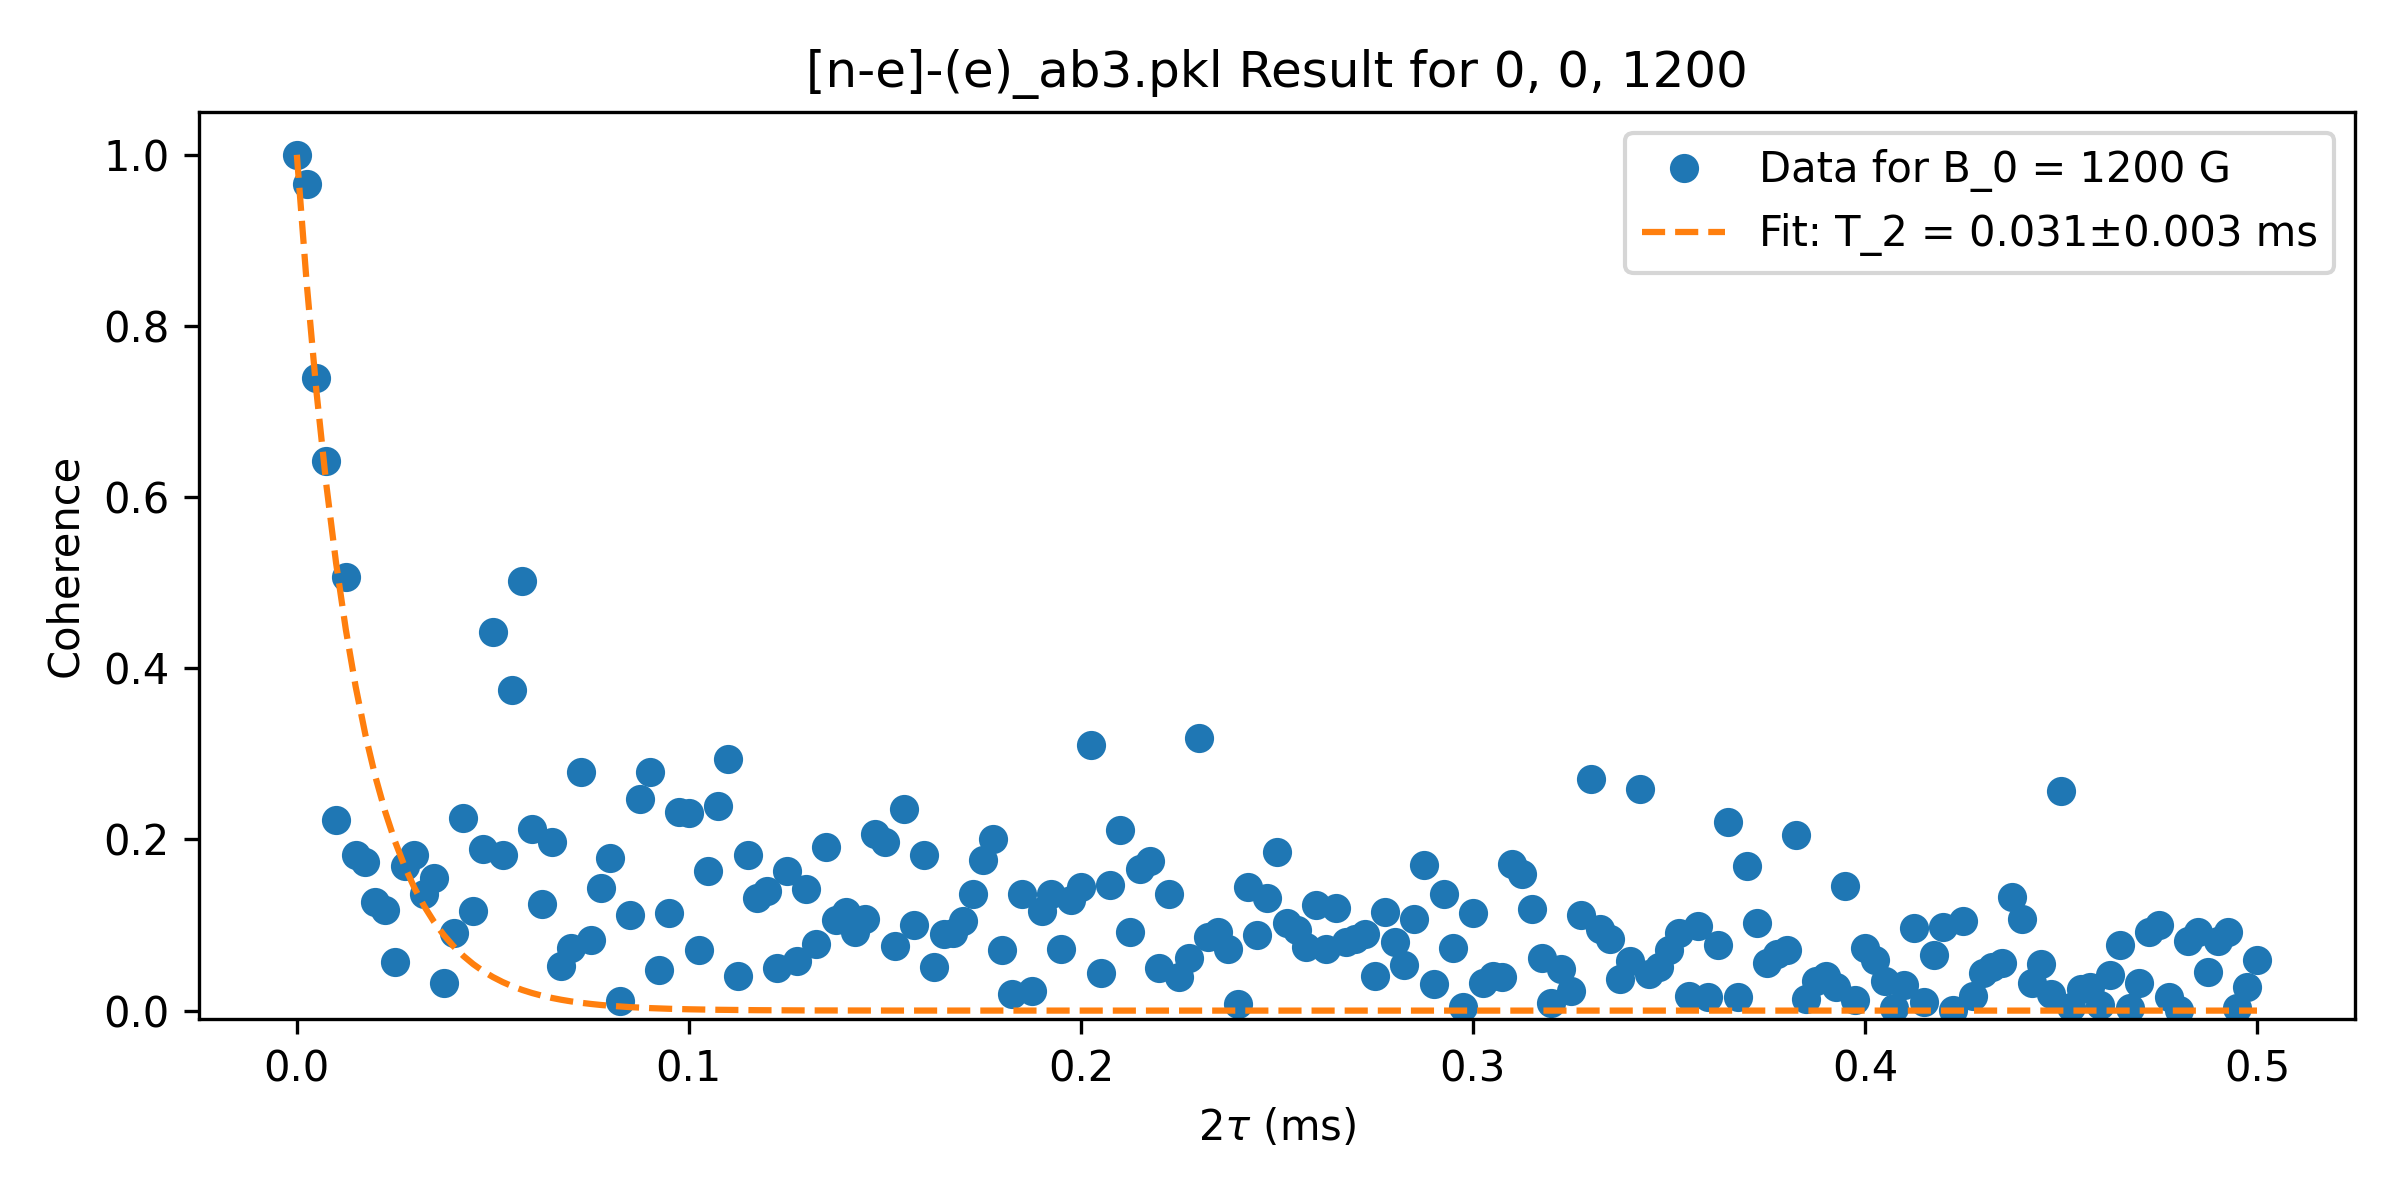 [n-e]-(e)_ab3.pkl Result for 0, 0, 1200
Data for B_0 = 1200 G
Fit: T_2 = 0.031±0.003 ms
Coherence
1.0
0.8
0.6
0.4
0.2
0.0
0.0 0.1 0.2 0.3 0.4 0.5
2τ (ms)